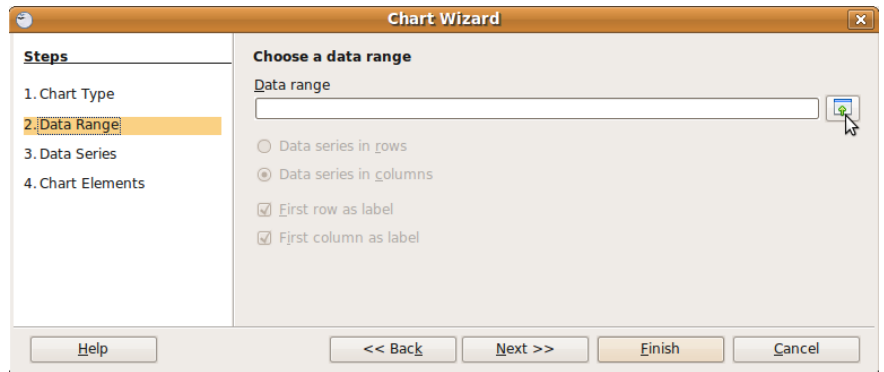 Chart Wizard
Steps
1. Chart Type
2. Data Range
3. Data Series
4. Chart Elements
Choose a data range
Data range
Data series in rows
Data series in columns
First row as label
First column as label
Help
<< Back
Next >>
Finish
Cancel